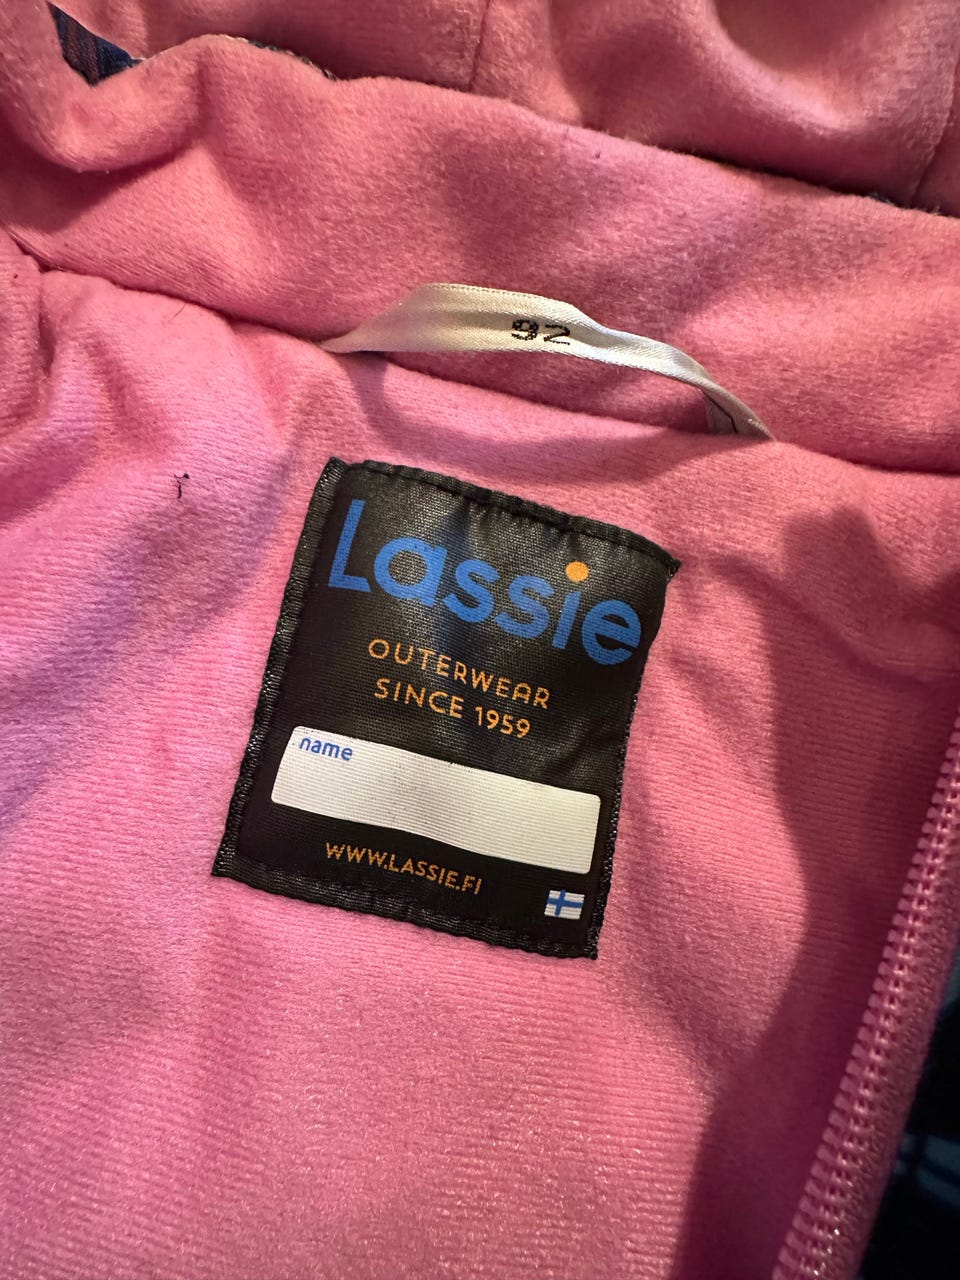 92
Lassie
OUTERWEAR
SINCE 1959
name
WWW.LASSIE.FI